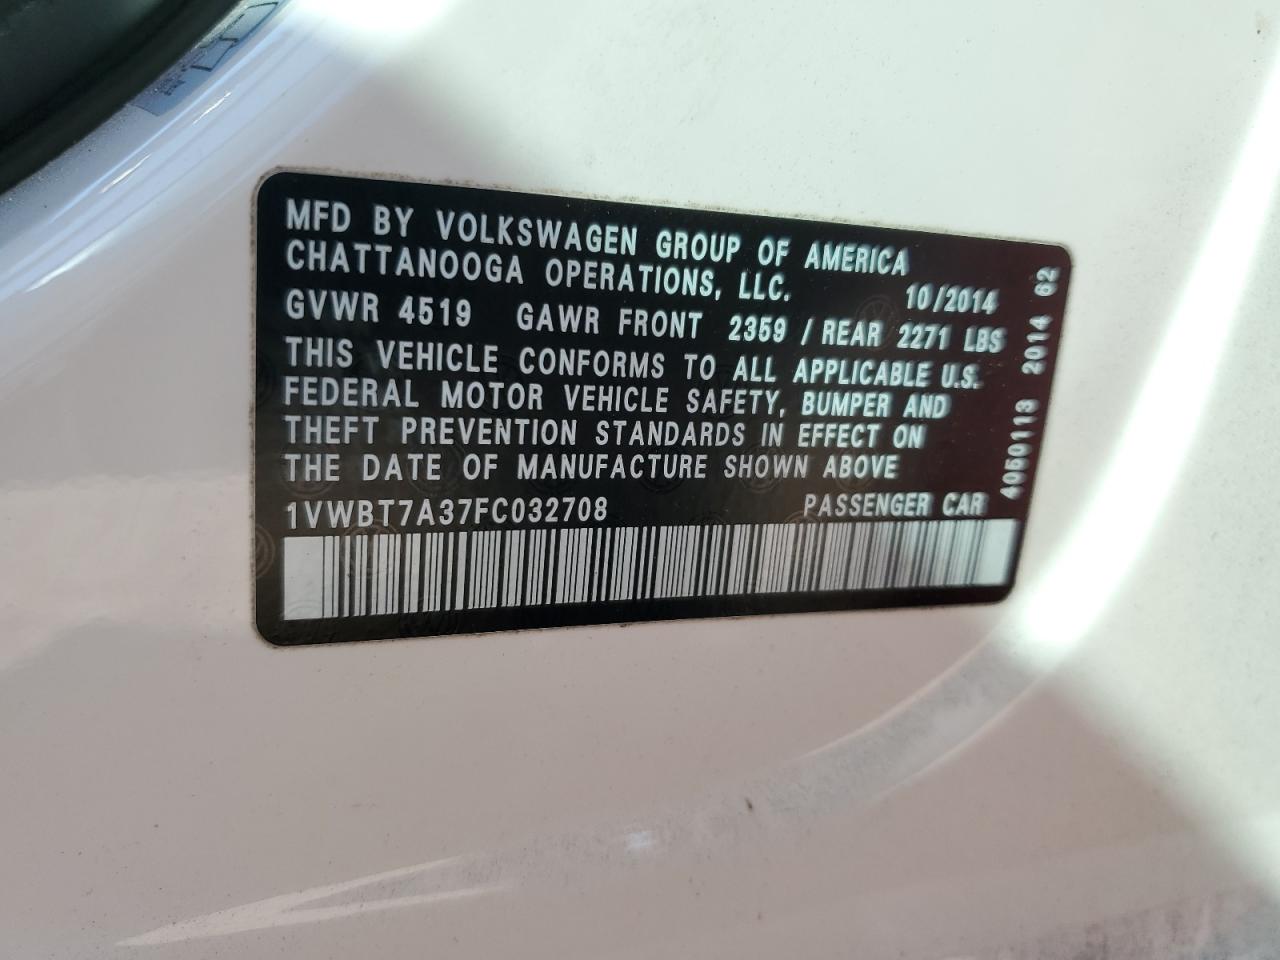 MFD BY VOLKSWAGEN GROUP OF AMERICA
CHATTANOOGA OPERATIONS, LLC. 10/2014
GVWR 4519 GAWR FRONT 2359 / REAR 2271 LBS
THIS VEHICLE CONFORMS TO ALL APPLICABLE U.S.
FEDERAL MOTOR VEHICLE SAFETY, BUMPER AND
THEFT PREVENTION STANDARDS IN EFFECT ON
THE DATE OF MANUFACTURE SHOWN ABOVE
1VWBT7A37FC032708 PASSENGER CAR
4050113 2014 62